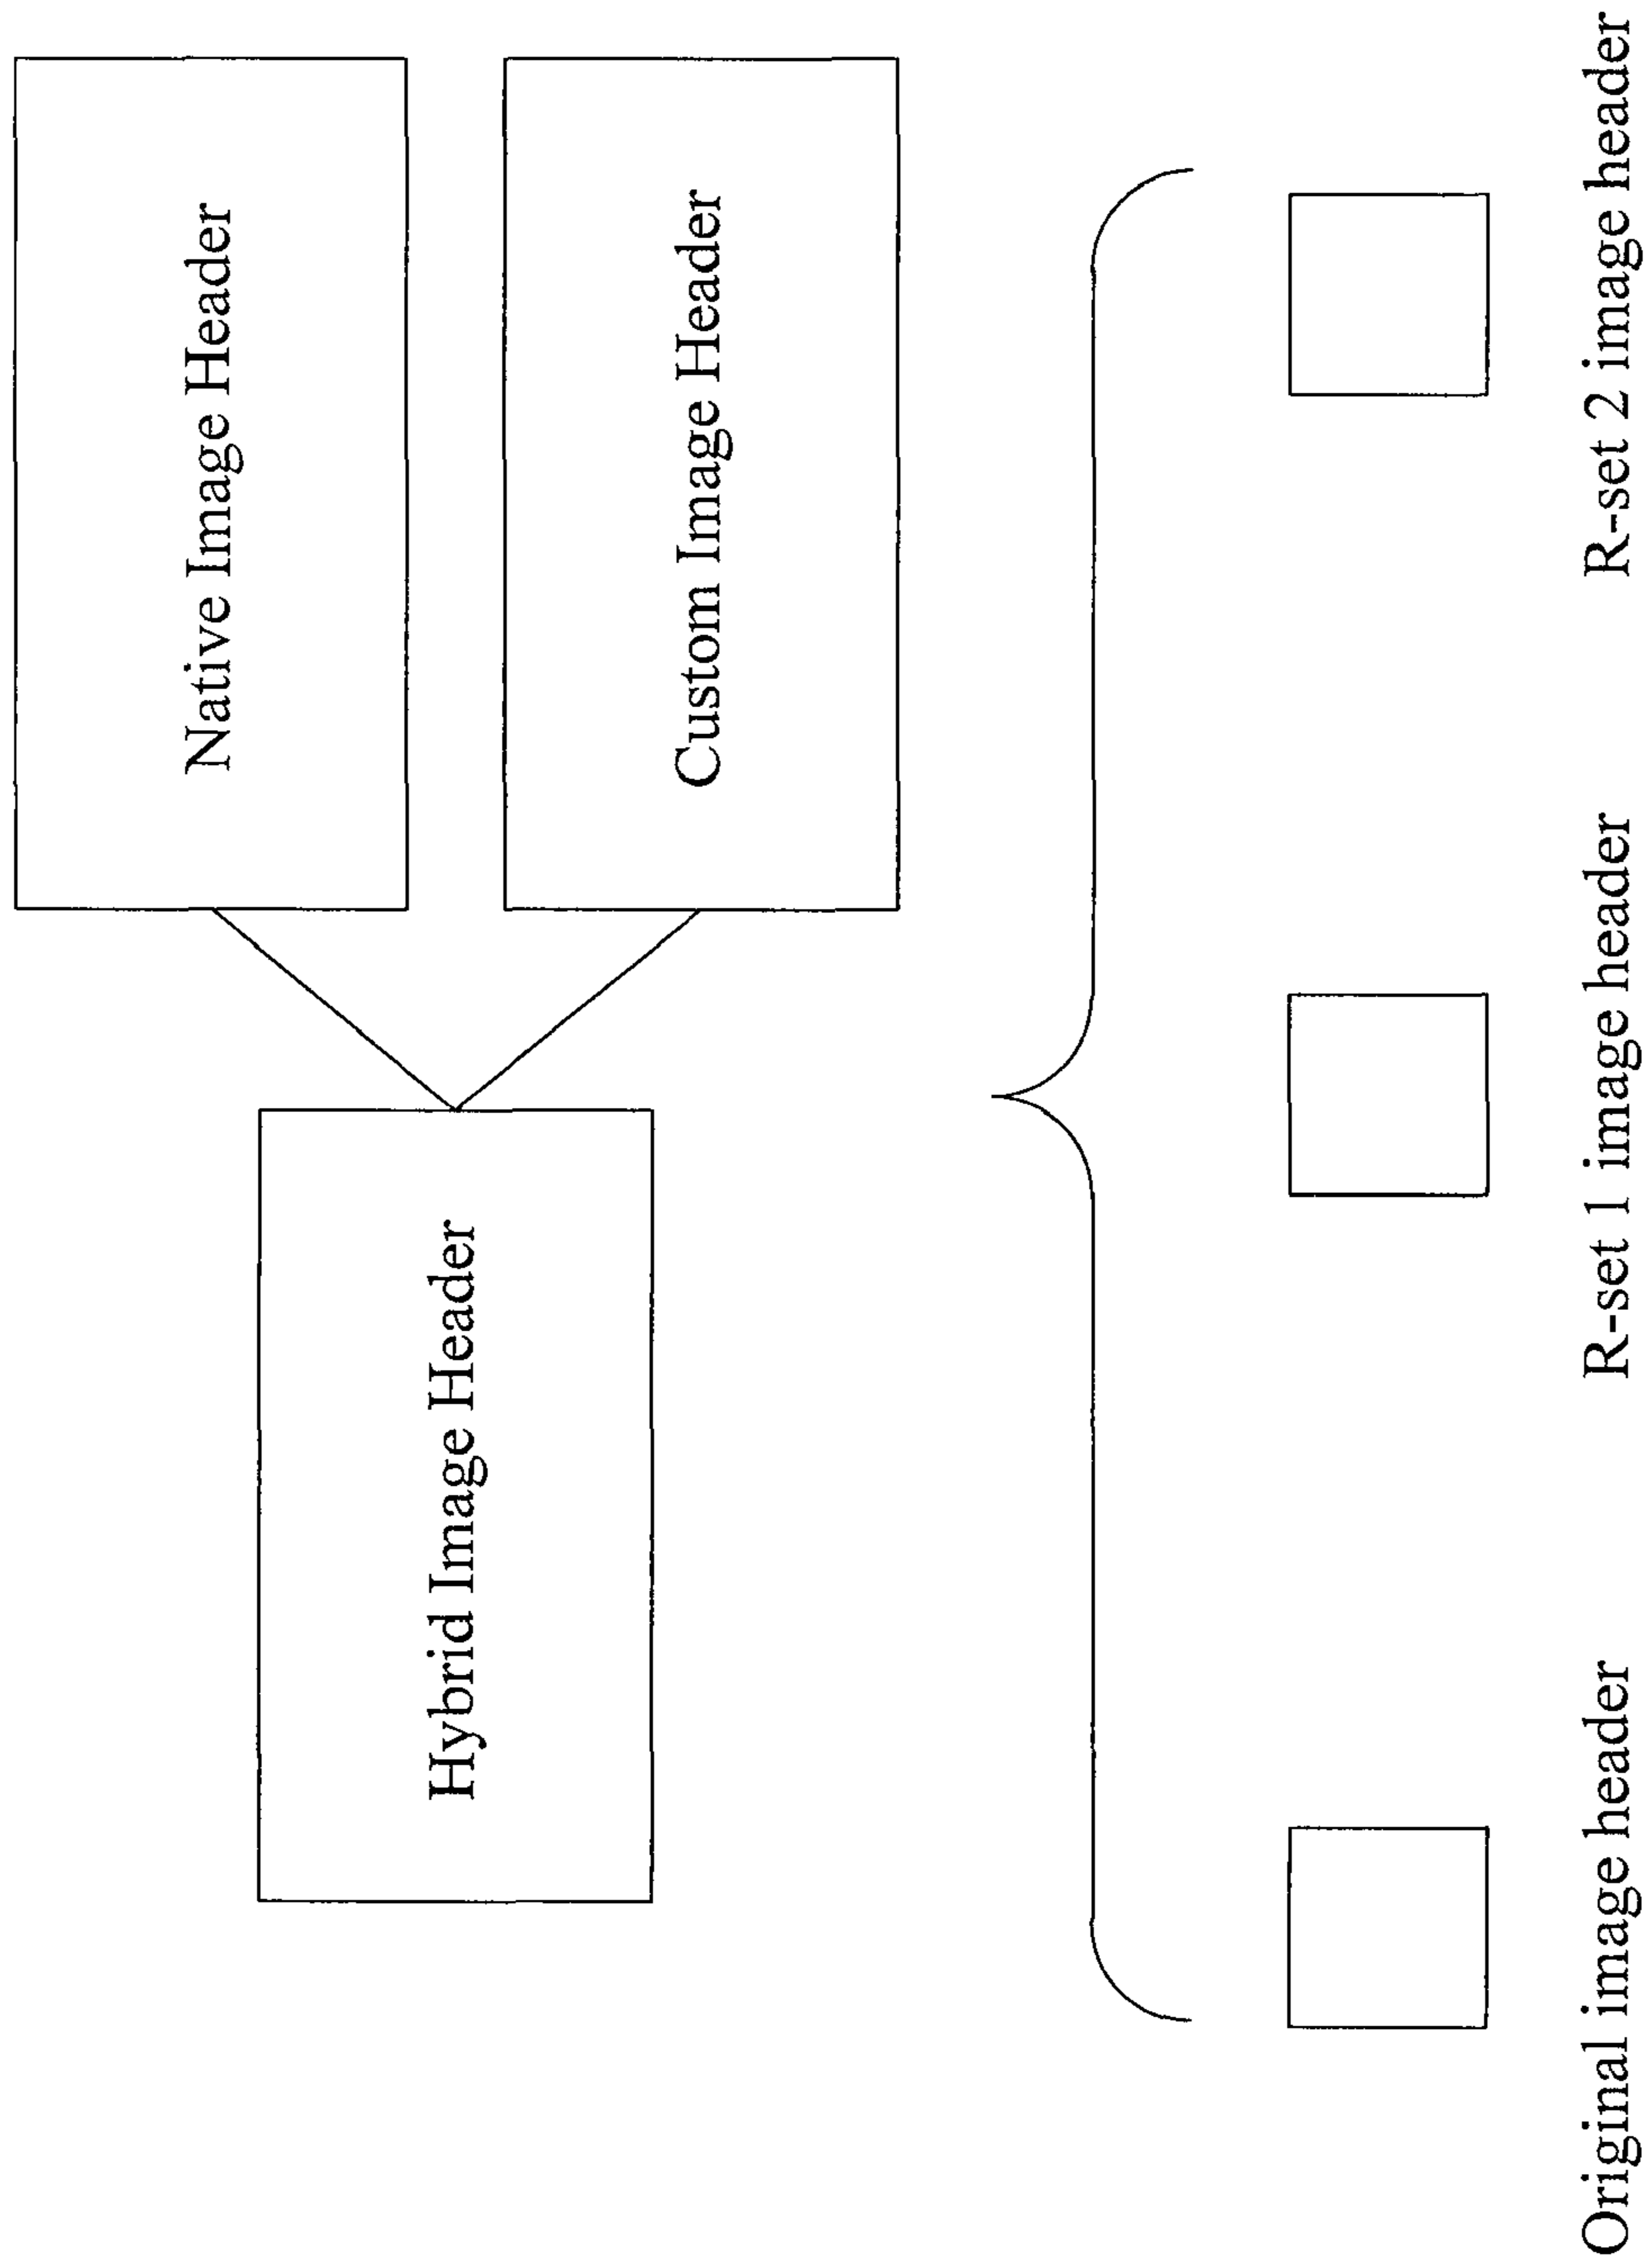 Native Image Header
Hybrid Image Header
Custom Image Header
Original image header
R-set 1 image header
R-set 2 image header